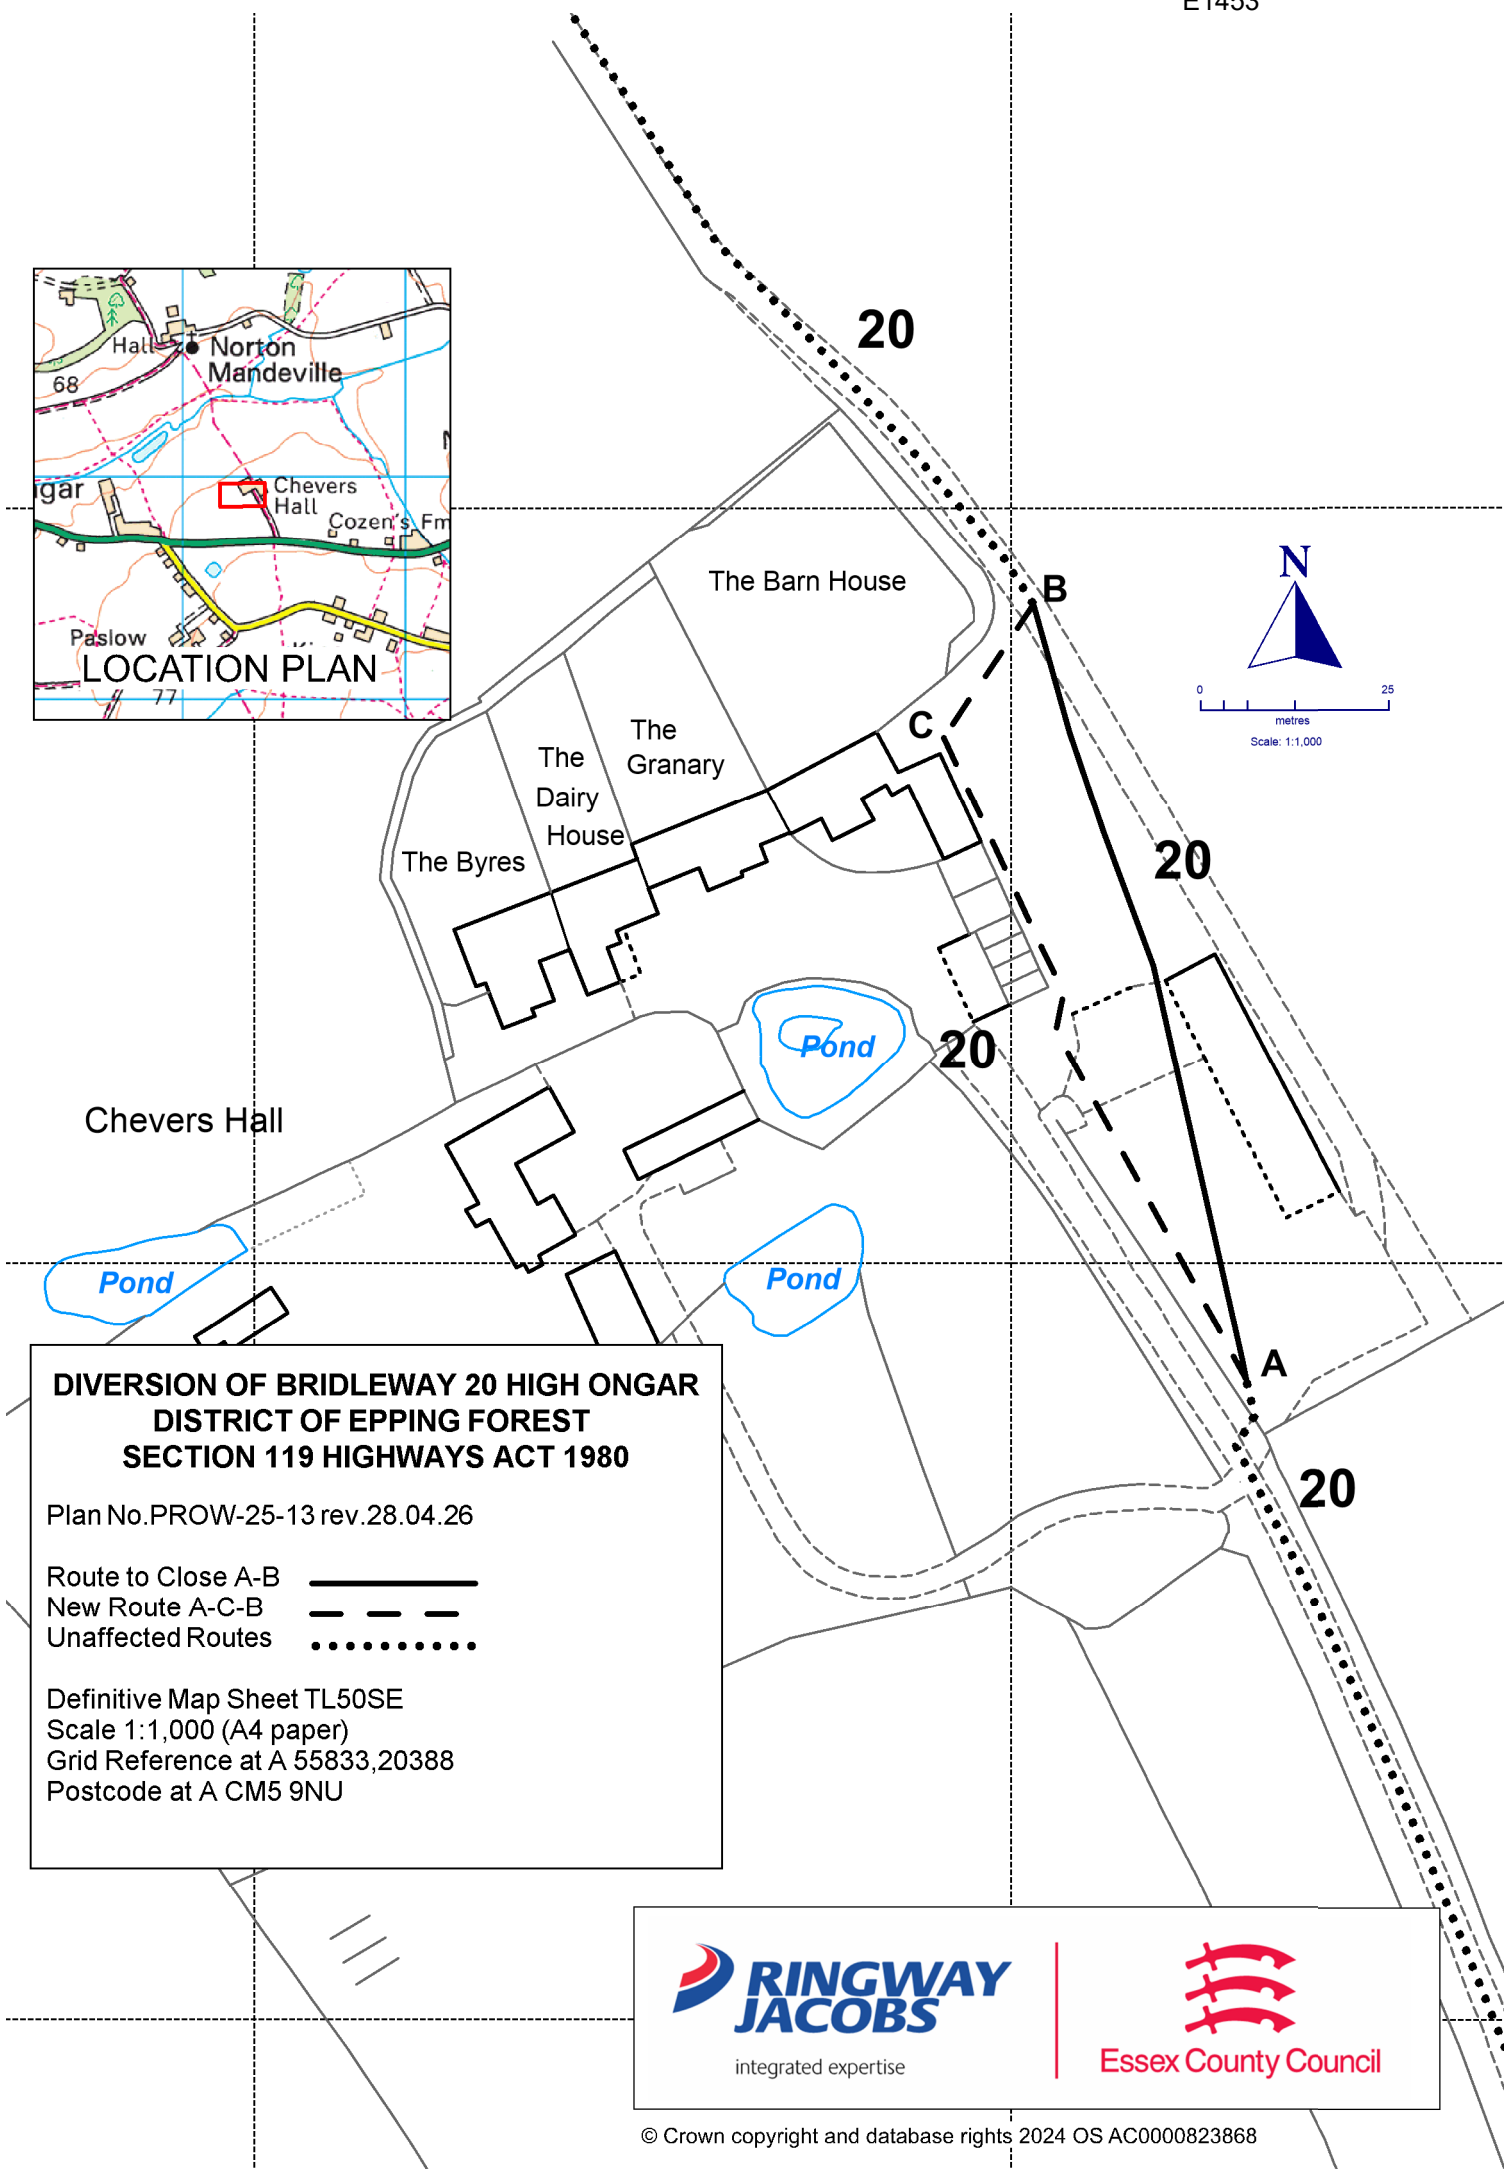 E1453
20
Hall
Norton
Mandeville
68
gar
Chevers
Hall
Cozen's Fm
Paslow
LOCATION PLAN
77
The Barn House
B
N
0 25
metres
Scale: 1:1,000
C
The
Granary
The
Dairy
House
The Byres
20
Pond
20
Chevers Hall
Pond
Pond
A
DIVERSION OF BRIDLEWAY 20 HIGH ONGAR
DISTRICT OF EPPING FOREST
SECTION 119 HIGHWAYS ACT 1980
20
Plan No.PROW-25-13 rev.28.04.26
Route to Close A-B
New Route A-C-B
Unaffected Routes
Definitive Map Sheet TL50SE
Scale 1:1,000 (A4 paper)
Grid Reference at A 55833,20388
Postcode at A CM5 9NU
RINGWAY
JACOBS
integrated expertise
Essex County Council
© Crown copyright and database rights 2024 OS AC0000823868